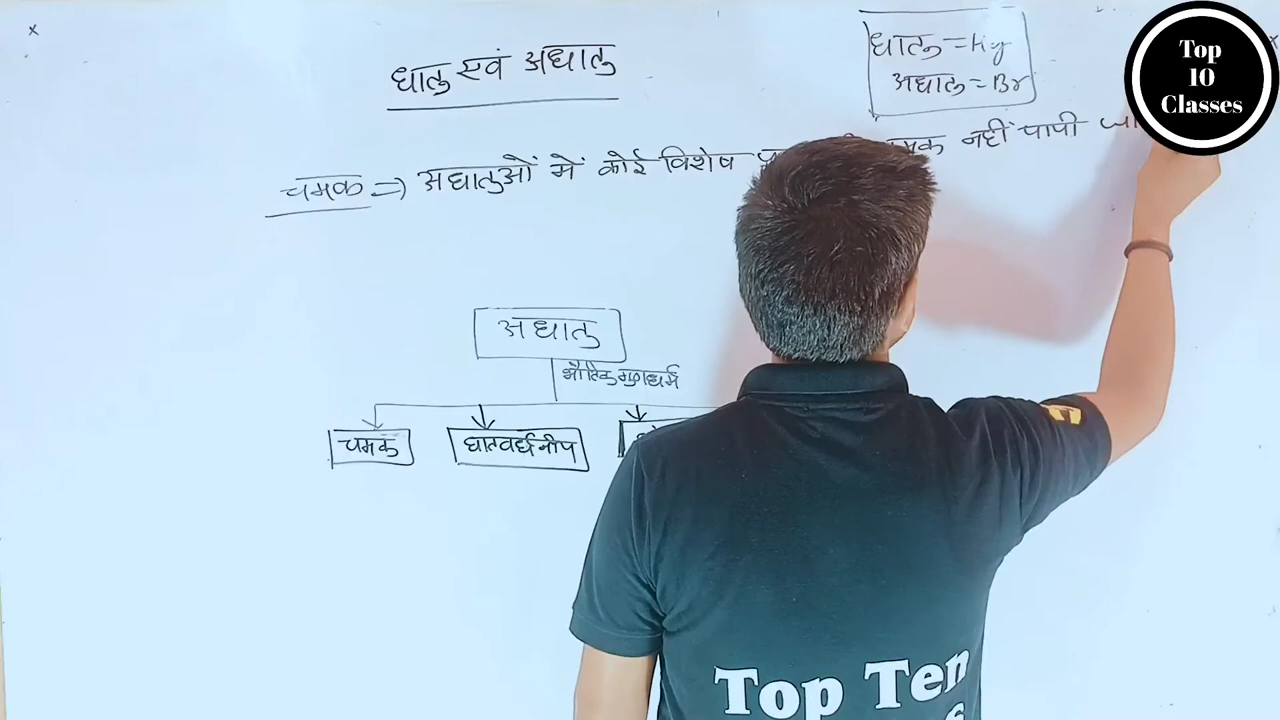 धातु एवं अधातु
धातु = Hg
अधातु = Br
Top
10
Classes
चमक => अधातुओं में कोई विशेष नहीं पायी
अधातु
भौतिक गुणधर्म
चमक
घातवर्धनीय
Top Ten